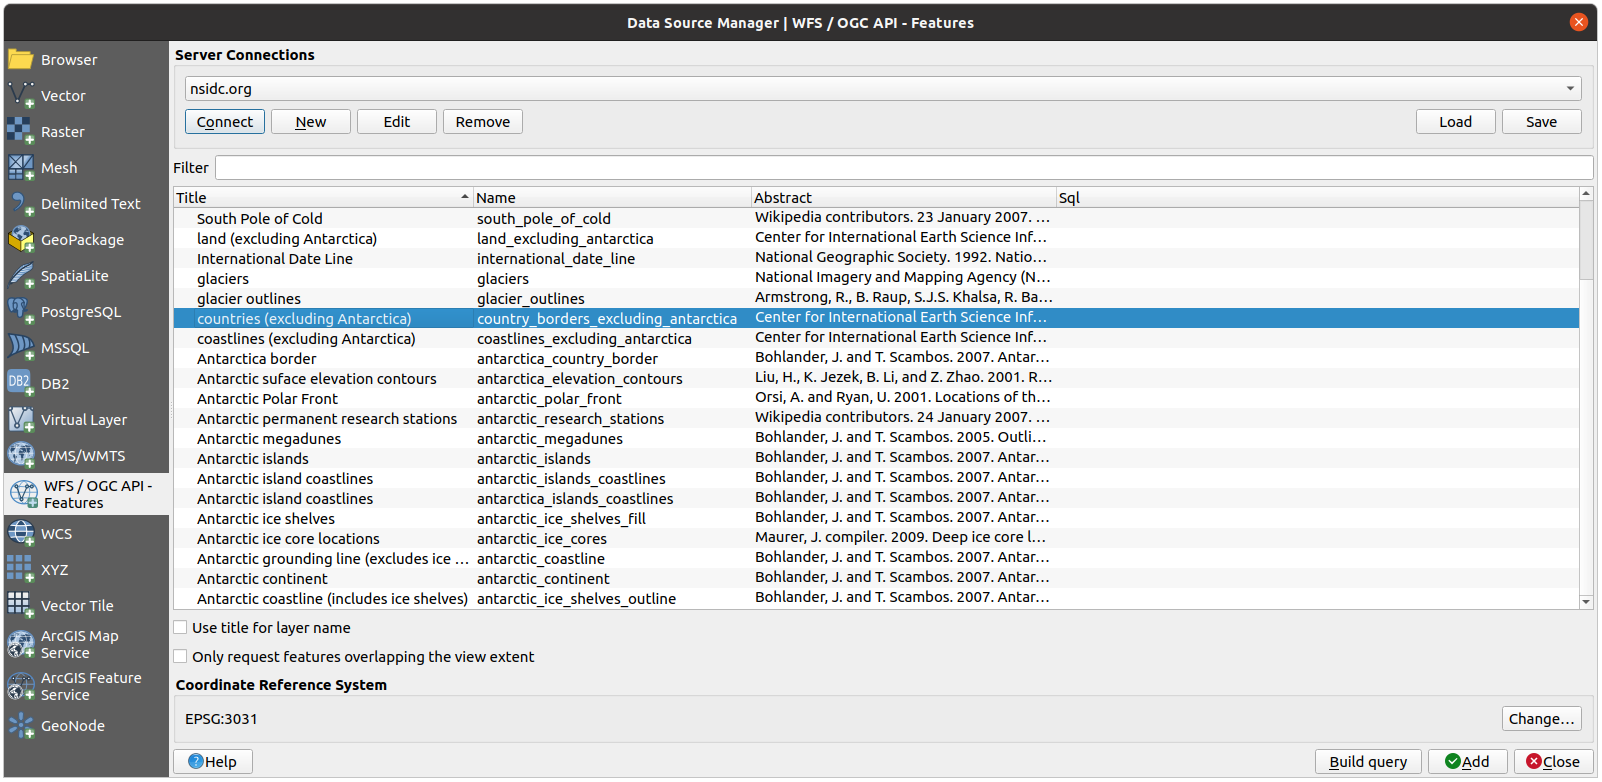 Data Source Manager | WFS / OGC API - Features
Browser
Vector
Raster
Mesh
Delimited Text
GeoPackage
SpatiaLite
PostgreSQL
MSSQL
DB2
DB2
Virtual Layer
WMS/WMTS
WFS / OGC API -
Features
WCS
XYZ
Vector Tile
ArcGIS Map
Service
ArcGIS Feature
Service
GeoNode
Server Connections
nsidc.org
Connect New Edit Remove Load Save
Filter
Title Name Abstract Sql
South Pole of Cold south_pole_of_cold Wikipedia contributors. 23 January 2007. ...
land (excluding Antarctica) land_excluding_antarctica Center for International Earth Science Inf...
International Date Line international_date_line National Geographic Society. 1992. Natio...
glaciers glaciers National Imagery and Mapping Agency (N...
glacier outlines glacier_outlines Armstrong, R., B. Raup, S.J.S. Khalsa, R. Ba...
countries (excluding Antarctica) country_borders_excluding_antarctica Center for International Earth Science Inf...
coastlines (excluding Antarctica) coastlines_excluding_antarctica Center for International Earth Science Inf...
Antarctica border antarctica_country_border Bohlander, J. and T. Scambos. 2007. Antar...
Antarctic suface elevation contours antarctica_elevation_contours Liu, H., K. Jezek, B. Li, and Z. Zhao. 2001. R...
Antarctic Polar Front antarctic_polar_front Orsi, A. and Ryan, U. 2001. Locations of th...
Antarctic permanent research stations antarctic_research_stations Wikipedia contributors. 24 January 2007. ...
Antarctic megadunes antarctic_megadunes Bohlander, J. and T. Scambos. 2005. Outli...
Antarctic islands antarctic_islands Bohlander, J. and T. Scambos. 2007. Antar...
Antarctic island coastlines antarctic_islands_coastlines Bohlander, J. and T. Scambos. 2007. Antar...
Antarctic island coastlines antarctica_islands_coastlines Bohlander, J. and T. Scambos. 2007. Antar...
Antarctic ice shelves antarctic_ice_shelves_fill Bohlander, J. and T. Scambos. 2007. Antar...
Antarctic ice core locations antarctic_ice_cores Maurer, J. compiler. 2009. Deep ice core l...
Antarctic grounding line (excludes ice ... antarctic_coastline Bohlander, J. and T. Scambos. 2007. Antar...
Antarctic continent antarctic_continent Bohlander, J. and T. Scambos. 2007. Antar...
Antarctic coastline (includes ice shelves) antarctic_ice_shelves_outline Bohlander, J. and T. Scambos. 2007. Antar...
Use title for layer name
Only request features overlapping the view extent
Coordinate Reference System
EPSG:3031 Change...
Help Build query Add Close